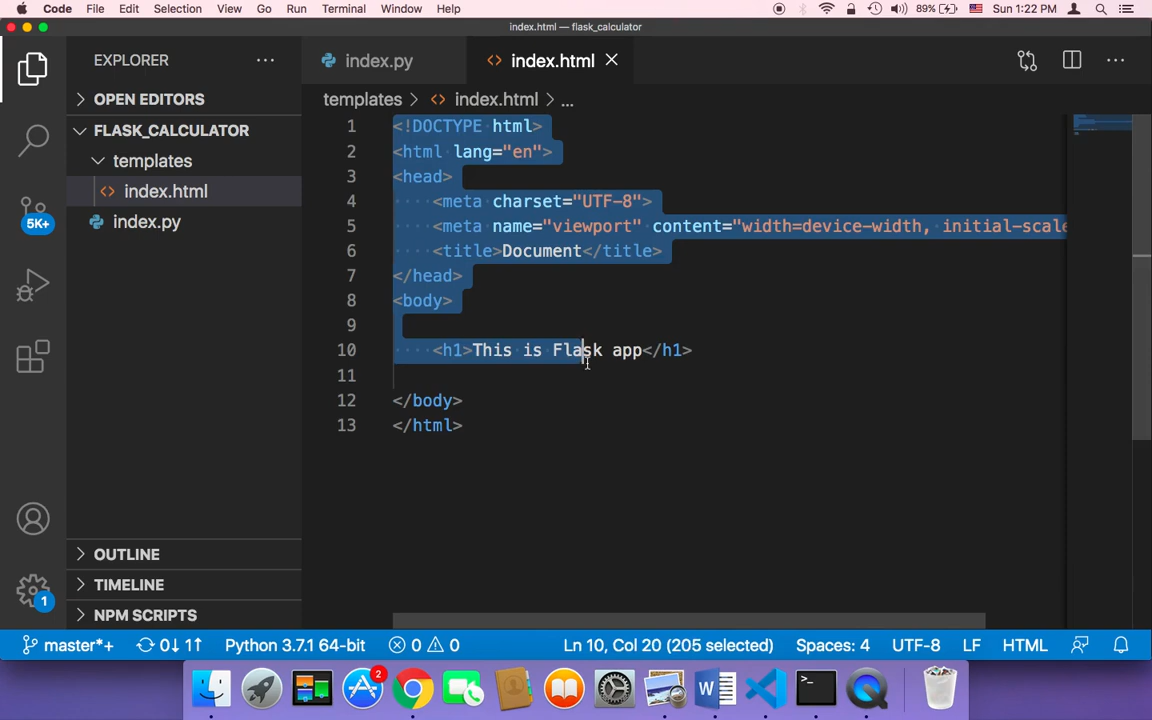 Code File Edit Selection View Go Run Terminal Window Help 89% Sun 1:22 PM
index.html — flask_calculator
EXPLORER
index.py
index.html
OPEN EDITORS
templates > index.html > ...
FLASK_CALCULATOR
templates
index.html
index.py
5K+
1 <!DOCTYPE html>
2 <html lang="en">
3 <head>
4 <meta charset="UTF-8">
5 <meta name="viewport" content="width=device-width, initial-scale
6 <title>Document</title>
7 </head>
8 <body>
9
10 <h1>This is Flask app</h1>
11
12 </body>
13 </html>
OUTLINE
TIMELINE
NPM SCRIPTS
1
master*+ 0↓ 1↑ Python 3.7.1 64-bit 0 0 Ln 10, Col 20 (205 selected) Spaces: 4 UTF-8 LF HTML
2
W
>_